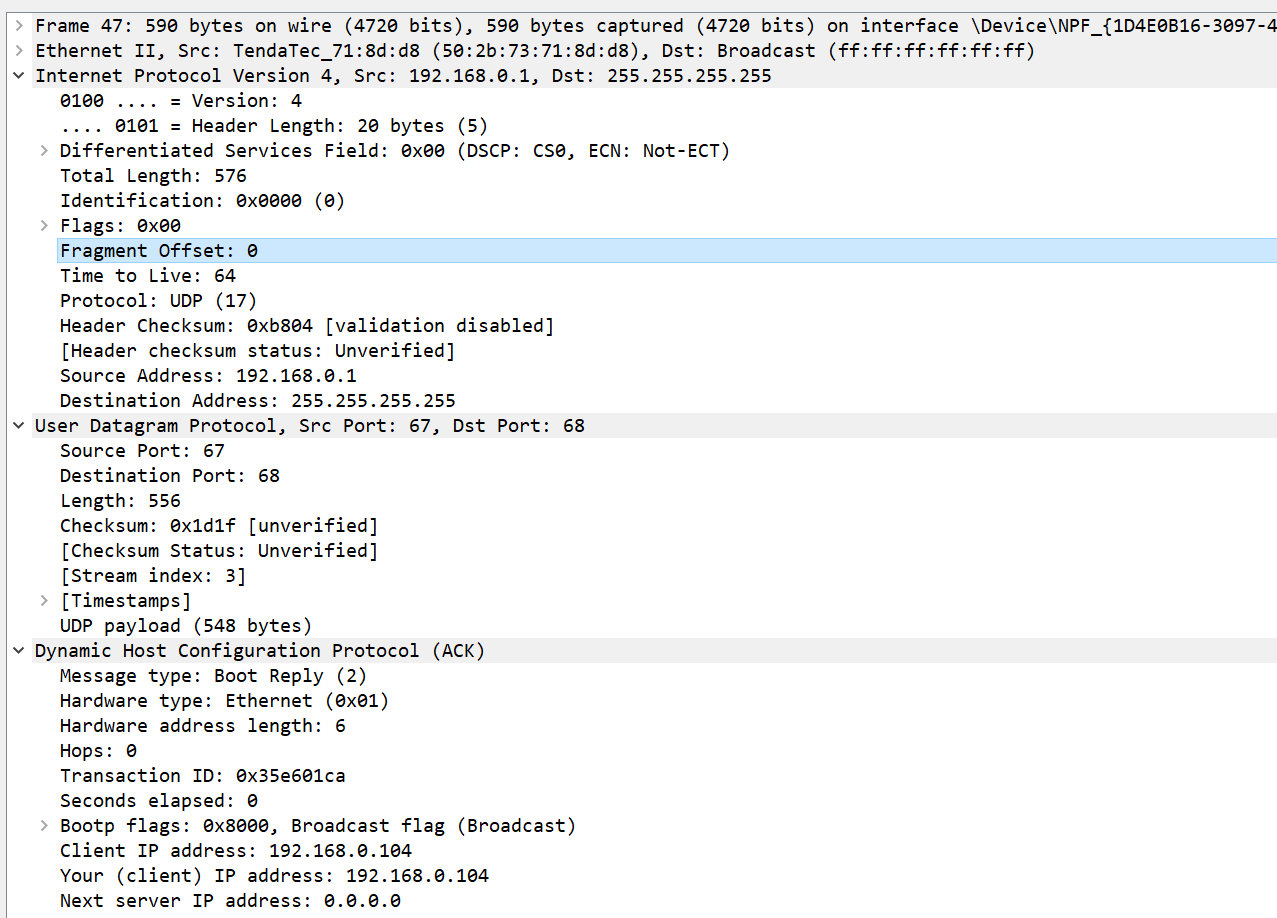 Frame 47: 590 bytes on wire (4720 bits), 590 bytes captured (4720 bits) on interface \Device\NPF_{1D4E0B16-3097-4
Ethernet II, Src: TendaTec_71:8d:d8 (50:2b:73:71:8d:d8), Dst: Broadcast (ff:ff:ff:ff:ff:ff)
Internet Protocol Version 4, Src: 192.168.0.1, Dst: 255.255.255.255
0100 .... = Version: 4
.... 0101 = Header Length: 20 bytes (5)
Differentiated Services Field: 0x00 (DSCP: CS0, ECN: Not-ECT)
Total Length: 576
Identification: 0x0000 (0)
Flags: 0x00
Fragment Offset: 0
Time to Live: 64
Protocol: UDP (17)
Header Checksum: 0xb804 [validation disabled]
[Header checksum status: Unverified]
Source Address: 192.168.0.1
Destination Address: 255.255.255.255
User Datagram Protocol, Src Port: 67, Dst Port: 68
Source Port: 67
Destination Port: 68
Length: 556
Checksum: 0x1d1f [unverified]
[Checksum Status: Unverified]
[Stream index: 3]
[Timestamps]
UDP payload (548 bytes)
Dynamic Host Configuration Protocol (ACK)
Message type: Boot Reply (2)
Hardware type: Ethernet (0x01)
Hardware address length: 6
Hops: 0
Transaction ID: 0x35e601ca
Seconds elapsed: 0
Bootp flags: 0x8000, Broadcast flag (Broadcast)
Client IP address: 192.168.0.104
Your (client) IP address: 192.168.0.104
Next server IP address: 0.0.0.0